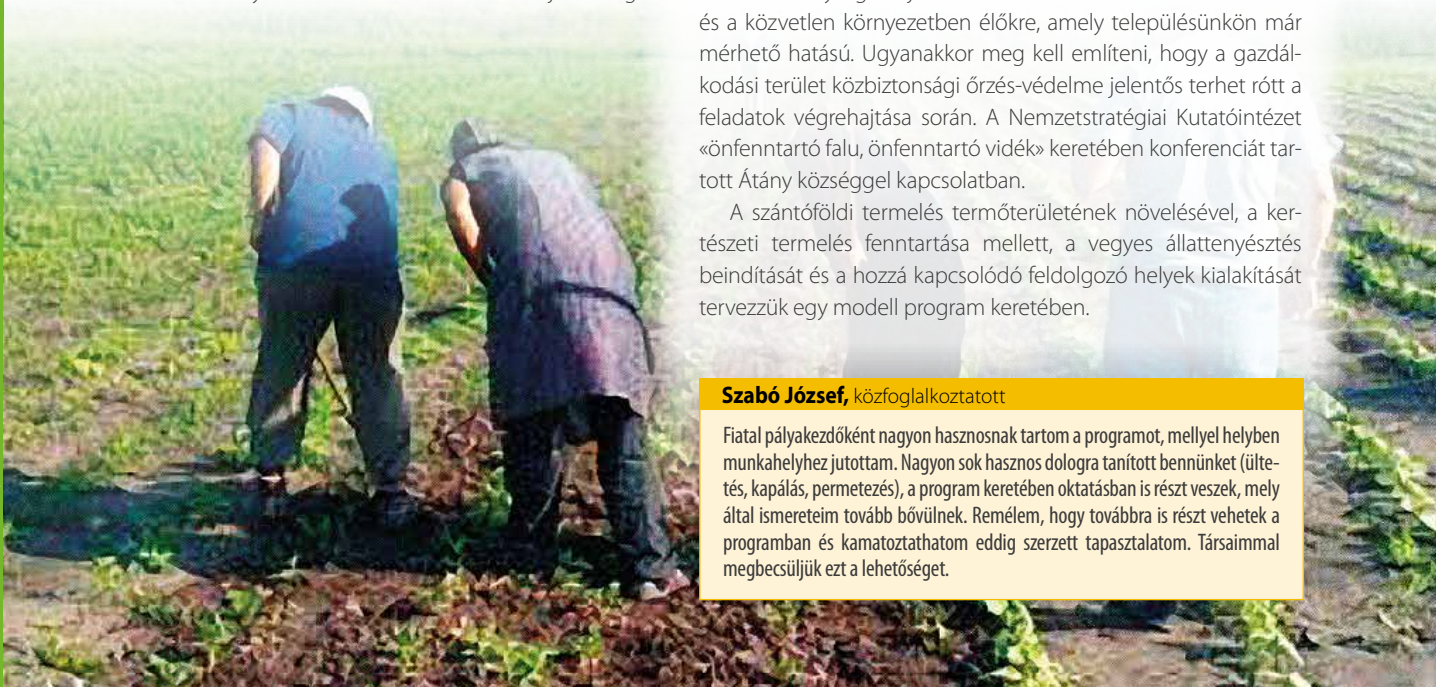 és a közvetlen környezetben élőkre, amely településünkön már
mérhető hatású. Ugyanakkor meg kell említeni, hogy a gazdál-
kodási terület közbiztonsági őrzés-védelme jelentős terhet rótt a
feladatok végrehajtása során. A Nemzetstratégiai Kutatóintézet
«önfenntartó falu, önfenntartó vidék» keretében konferenciát tar-
tott Átány községgel kapcsolatban.
A szántóföldi termelés termőterületének növelésével, a ker-
tészeti termelés fenntartása mellett, a vegyes állattenyésztés
beindítását és a hozzá kapcsolódó feldolgozó helyek kialakítását
tervezzük egy modell program keretében.
Szabó József, közfoglalkoztatott
Fiatal pályakezdőként nagyon hasznosnak tartom a programot, mellyel helyben
munkahelyhez jutottam. Nagyon sok hasznos dologra tanított bennünket (ülte-
tés, kapálás, permetezés), a program keretében oktatásban is részt veszek, mely
által ismereteim tovább bővülnek. Remélem, hogy továbbra is részt vehetek a
programban és kamatoztathatom eddig szerzett tapasztalatom. Társaimmal
megbecsüljük ezt a lehetőséget.